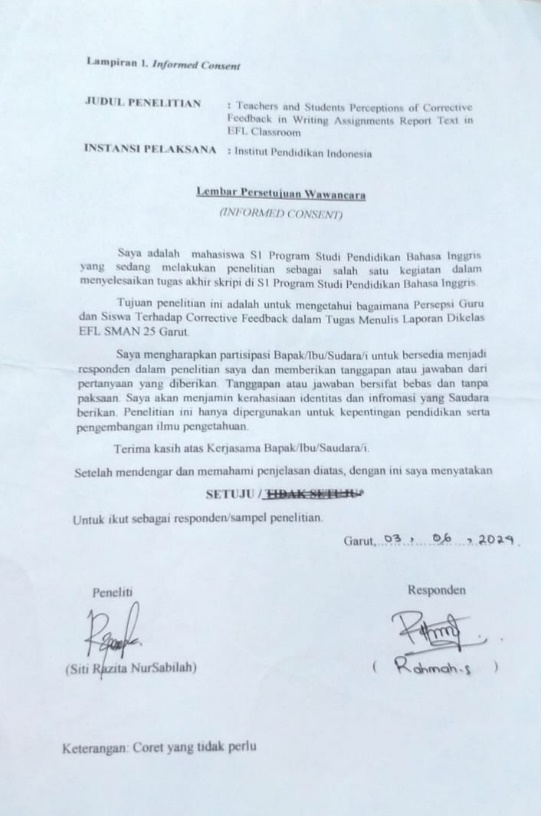 Lampiran 1. Informed Consent
JUDUL PENELITIAN : Teachers and Students Perceptions of Corrective
Feedback in Writing Assignments Report Text in
EFL Classroom
INSTANSI PELAKSANA : Institut Pendidikan Indonesia
Lembar Persetujuan Wawancara
(INFORMED CONSENT)
Saya adalah mahasiswa S1 Program Studi Pendidikan Bahasa Inggris
yang sedang melakukan penelitian sebagai salah satu kegiatan dalam
menyelesaikan tugas akhir skripi di S1 Program Studi Pendidikan Bahasa Inggris.
Tujuan penelitian ini adalah untuk mengetahui bagaimana Persepsi Guru
dan Siswa Terhadap Corrective Feedback dalam Tugas Menulis Laporan Dikelas
EFL SMAN 25 Garut.
Saya mengharapkan partisipasi Bapak/Ibu/Sudara/i untuk bersedia menjadi
responden dalam penelitian saya dan memberikan tanggapan atau jawaban dari
pertanyaan yang diberikan. Tanggapan atau jawaban bersifat bebas dan tanpa
paksaan. Saya akan menjamin kerahasiaan identitas dan infromasi yang Saudara
berikan. Penelitian ini hanya dipergunakan untuk kepentingan pendidikan serta
pengembangan ilmu pengetahuan.
Terima kasih atas Kerjasama Bapak/Ibu/Saudara/i.
Setelah mendengar dan memahami penjelasan diatas, dengan ini saya menyatakan
SETUJU / TIDAK SETUJU*
Untuk ikut sebagai responden/sampel penelitian.
Garut, 03, 06, 2024.
Peneliti Responden
(Siti Razita NurSabilah) ( Rahmah.s )
Keterangan: Coret yang tidak perlu